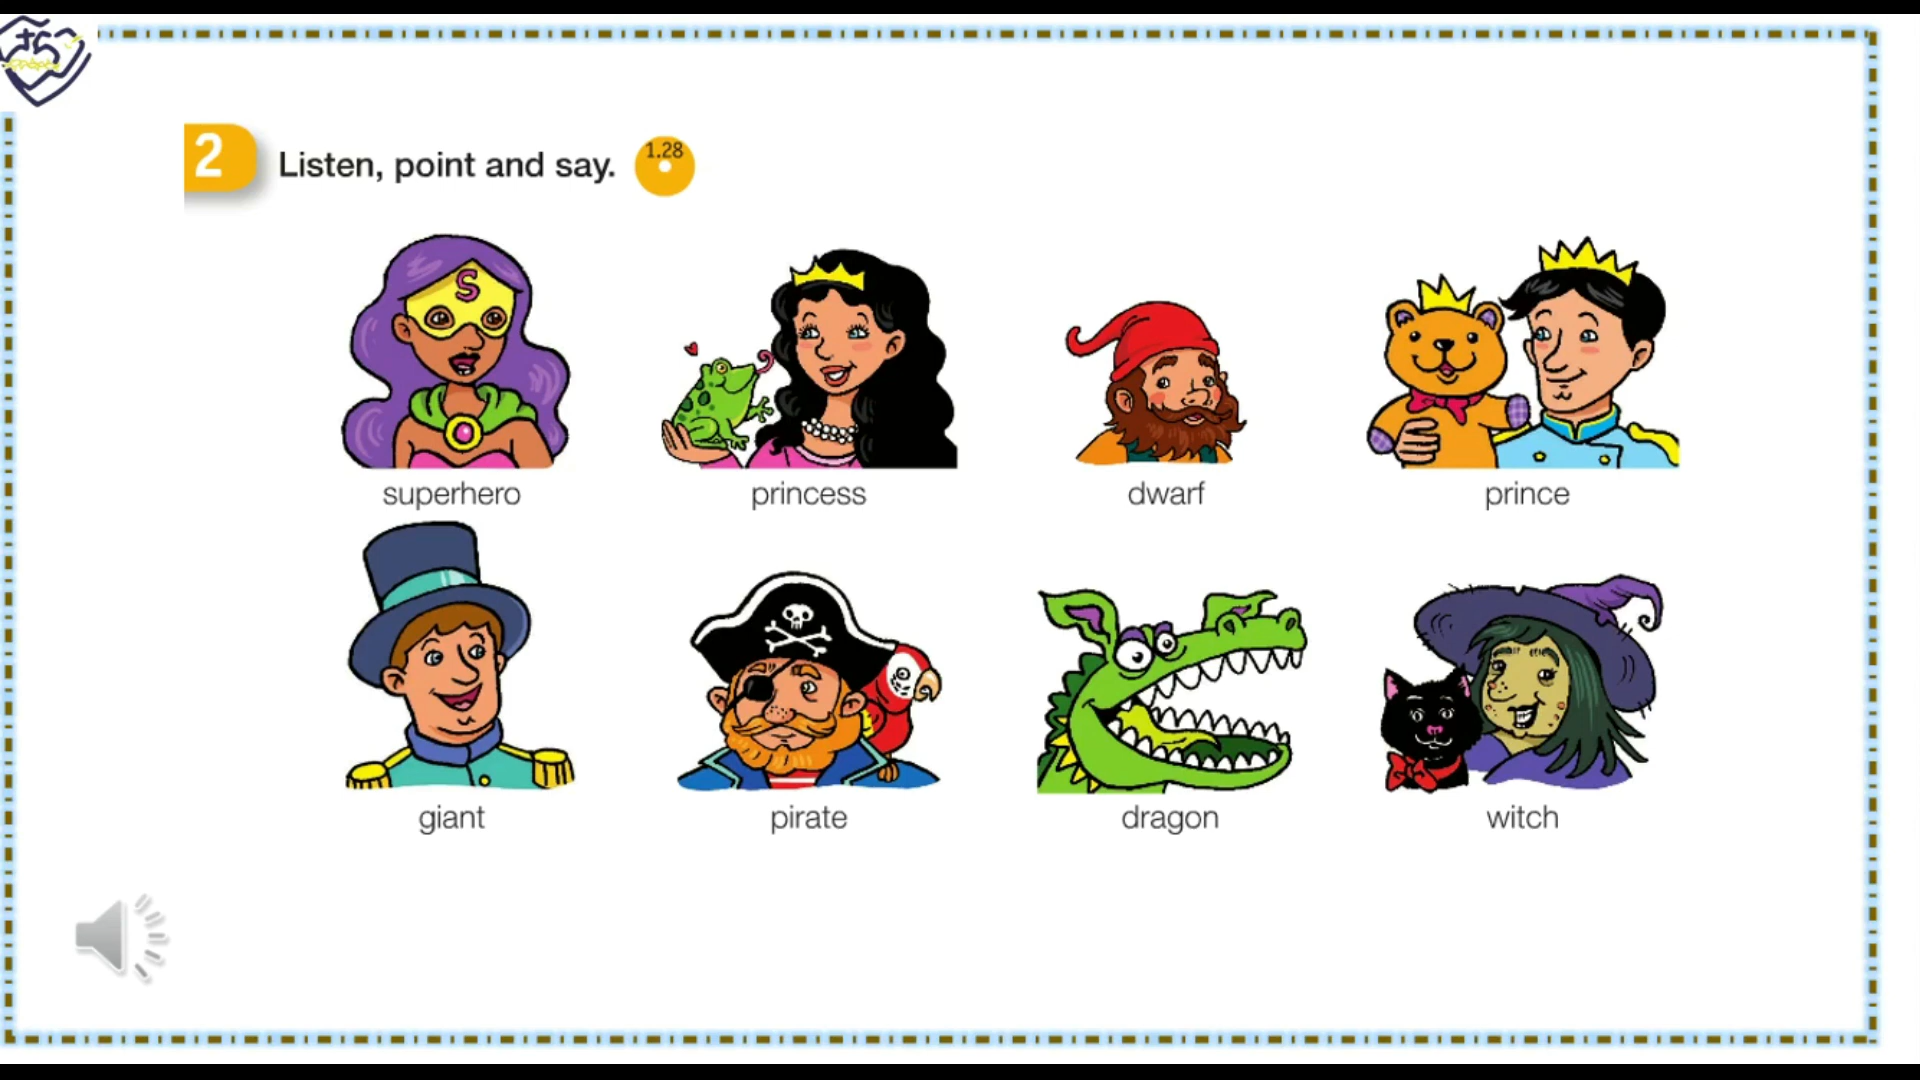 2 Listen, point and say. 1.28
S
superhero princess dwarf prince
giant pirate dragon witch